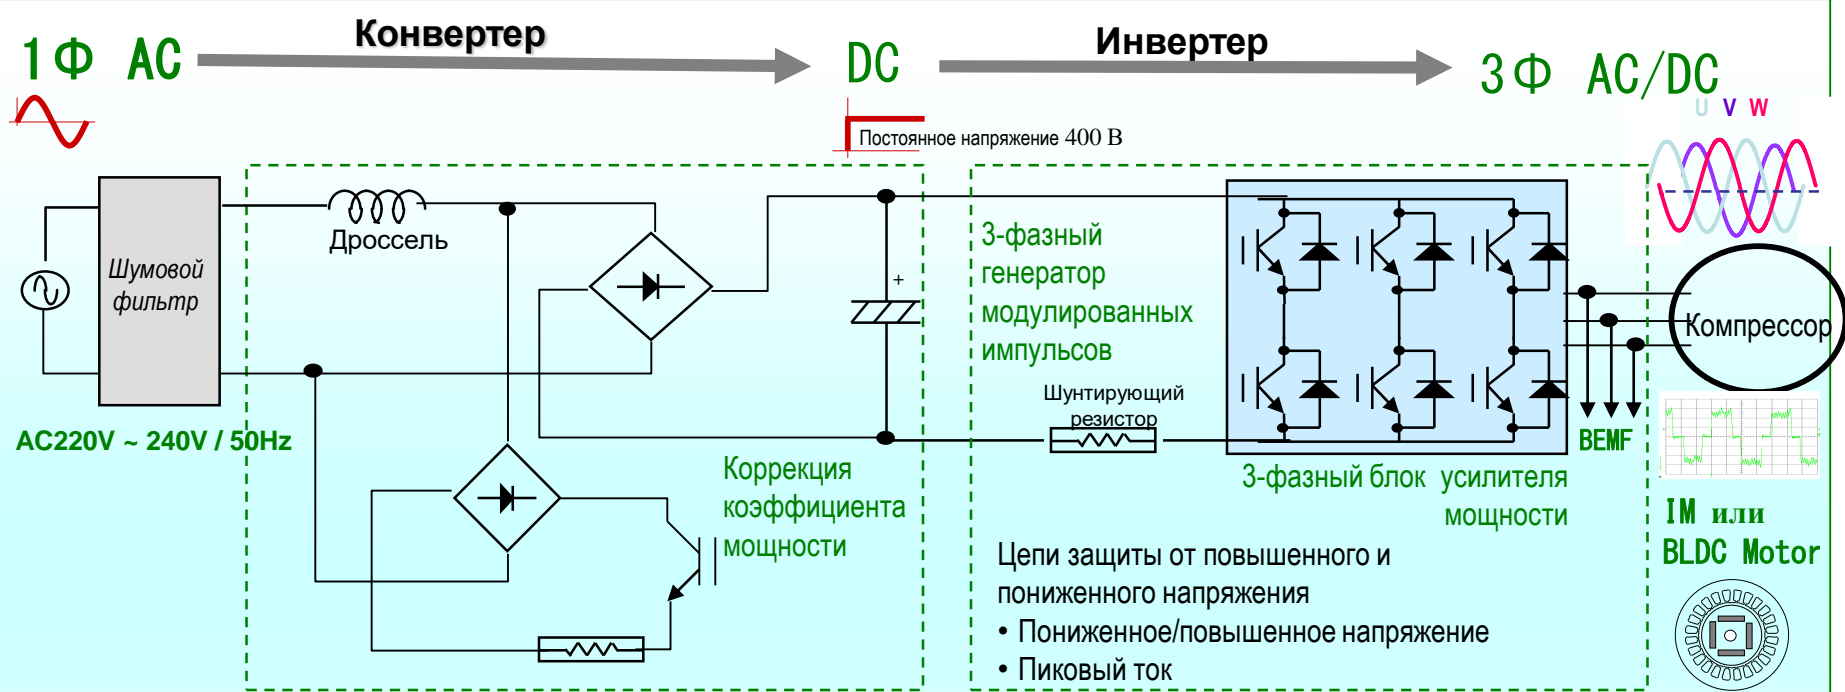 1Φ AC
Конвертер
DC
Инвертер
3Φ AC/DC
U V W
Постоянное напряжение 400 В
Шумовой
фильтр
Дроссель
+
3-фазный
генератор
модулированных
импульсов
Шунтирующий
резистор
Компрессор
AC220V ~ 240V / 50Hz
BEMF
Коррекция
коэффициента
мощности
3-фазный блок усилителя
мощности
IM или
BLDC Motor
Цепи защиты от повышенного и
пониженного напряжения
• Пониженное/повышенное напряжение
• Пиковый ток